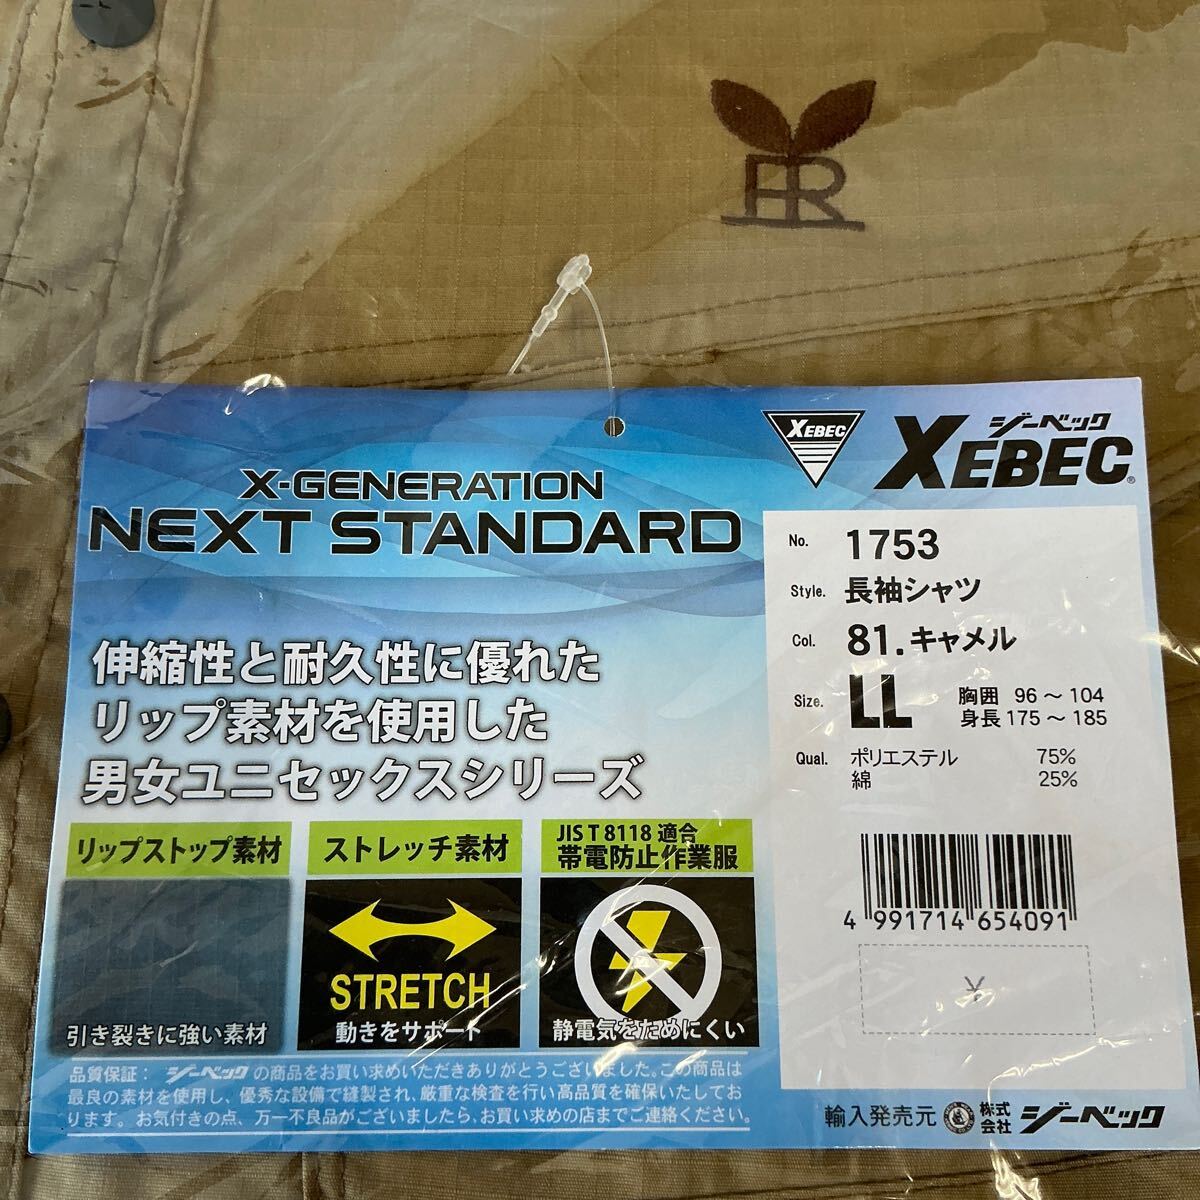 R
X-GENERATION
NEXT STANDARD
伸縮性と耐久性に優れた
リップ素材を使用した
男女ユニセックスシリーズ
リップストップ素材
引き裂きに強い素材
ストレッチ素材
STRETCH
動きをサポート
JIS T 8118 適合
帯電防止作業服
静電気をためにくい
品質保証： ジーベック の商品をお買い求めいただきありがとうございました。この商品は
最良の素材を使用し、優秀な設備で縫製され、厳重な検査を行い高品質を確保いたしてお
ります。 お気付きの点、万一不良品がございましたら、お買い求めの店までご連絡ください。
XEBEC
ジーベック
XEBEC®
No. 1753
Style. 長袖シャツ
Col. 81. キャメル
Size. LL 胸囲 96～104
身長 175～185
Qual. ポリエステル 75%
綿 25%
4 991714 654091
¥
輸入発売元 株式会社 ジーベック